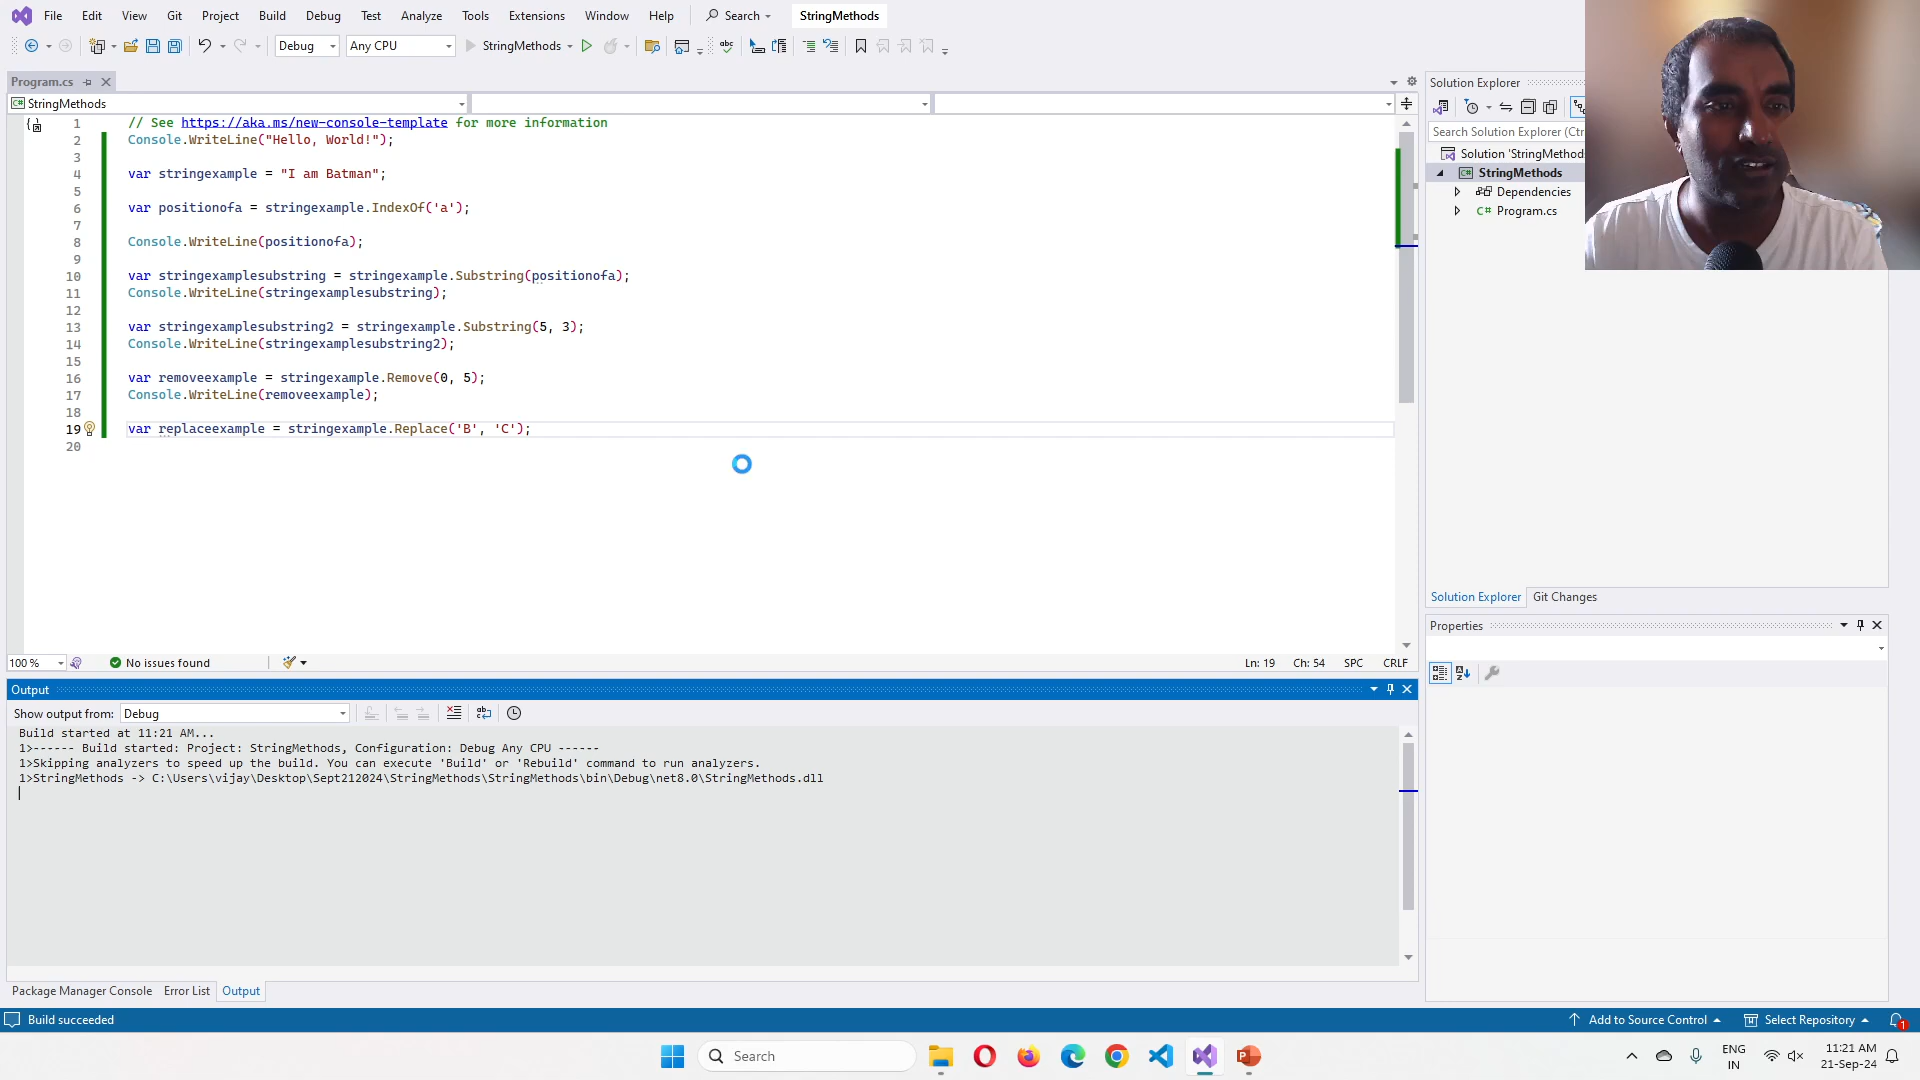 File Edit View Git Project Build Debug Test Analyze Tools Extensions Window Help Search StringMethods
Debug Any CPU StringMethods
Program.cs
StringMethods
1 // See https://aka.ms/new-console-template for more information
2 Console.WriteLine("Hello, World!");
3
4 var stringexample = "I am Batman";
5
6 var positionofa = stringexample.IndexOf('a');
7
8 Console.WriteLine(positionofa);
9
10 var stringexamplesubstring = stringexample.Substring(positionofa);
11 Console.WriteLine(stringexamplesubstring);
12
13 var stringexamplesubstring2 = stringexample.Substring(5, 3);
14 Console.WriteLine(stringexamplesubstring2);
15
16 var removeexample = stringexample.Remove(0, 5);
17 Console.WriteLine(removeexample);
18
19 var replaceexample = stringexample.Replace('B', 'C');
20
100 % No issues found Ln: 19 Ch: 54 SPC CRLF
Output
Show output from: Debug
Build started at 11:21 AM...
1>------ Build started: Project: StringMethods, Configuration: Debug Any CPU ------
1>Skipping analyzers to speed up the build. You can execute 'Build' or 'Rebuild' command to run analyzers.
1>StringMethods -> C:\Users\vijay\Desktop\Sept212024\StringMethods\StringMethods\bin\Debug\net8.0\StringMethods.dll
Package Manager Console Error List Output
Solution Explorer
Search Solution Explorer (Ctr
Solution 'StringMethods
StringMethods
Dependencies
C# Program.cs
Solution Explorer Git Changes
Properties
Build succeeded Add to Source Control Select Repository 1
Search
ENG
IN
11:21 AM
21-Sep-24